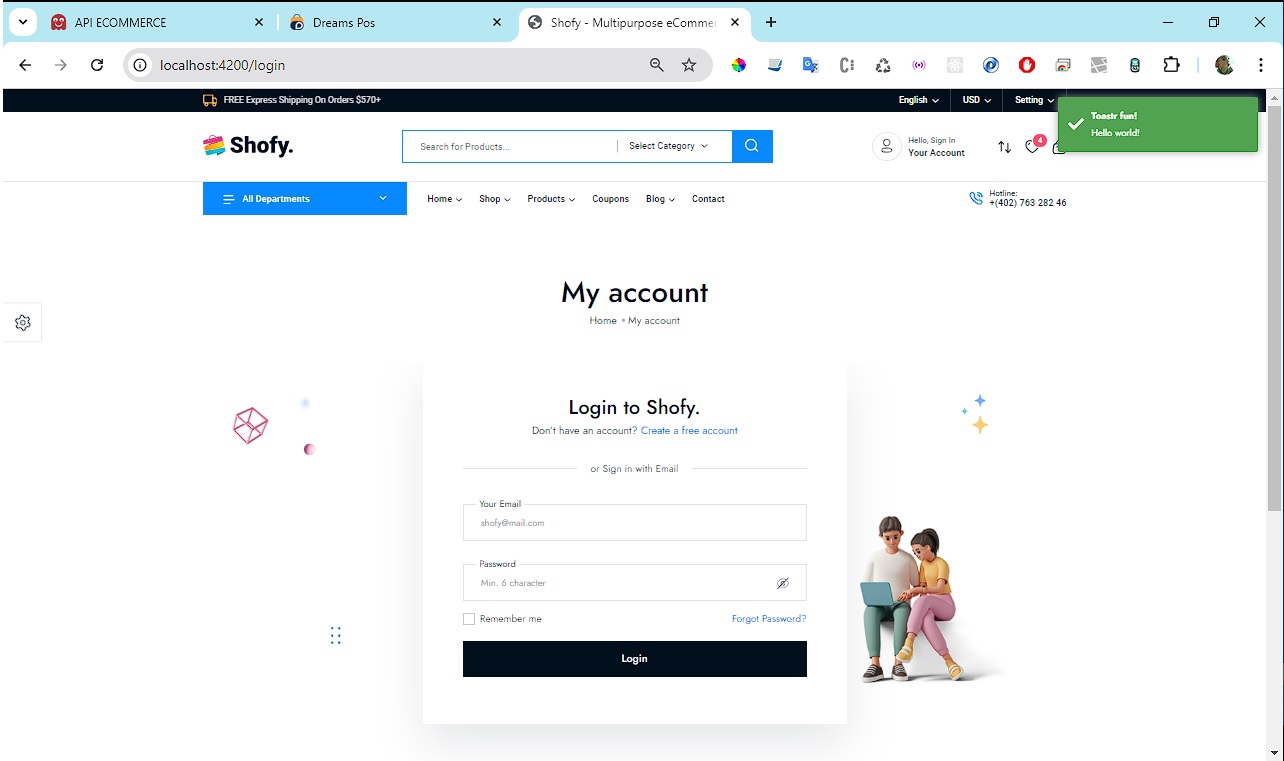 API ECOMMERCE
Dreams Pos
Shofy - Multipurpose eCommer
localhost:4200/login
FREE Express Shipping On Orders $570+
English
USD
Setting
Toastr fun!
Hello world!
Shofy.
Search for Products...
Select Category
Hello, Sign In
Your Account
4
All Departments
Home
Shop
Products
Coupons
Blog
Contact
Hotline:
+(402) 763 282 46
My account
Home • My account
Login to Shofy.
Don't have an account? Create a free account
or Sign in with Email
Your Email
shofy@mail.com
Password
Min. 6 character
Remember me
Forgot Password?
Login